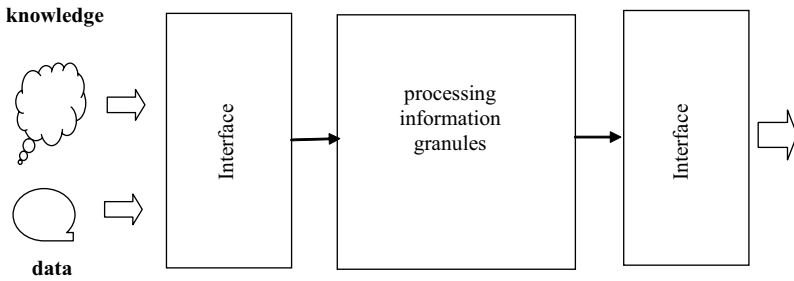 knowledge
Interface
processing
information
granules
Interface
data